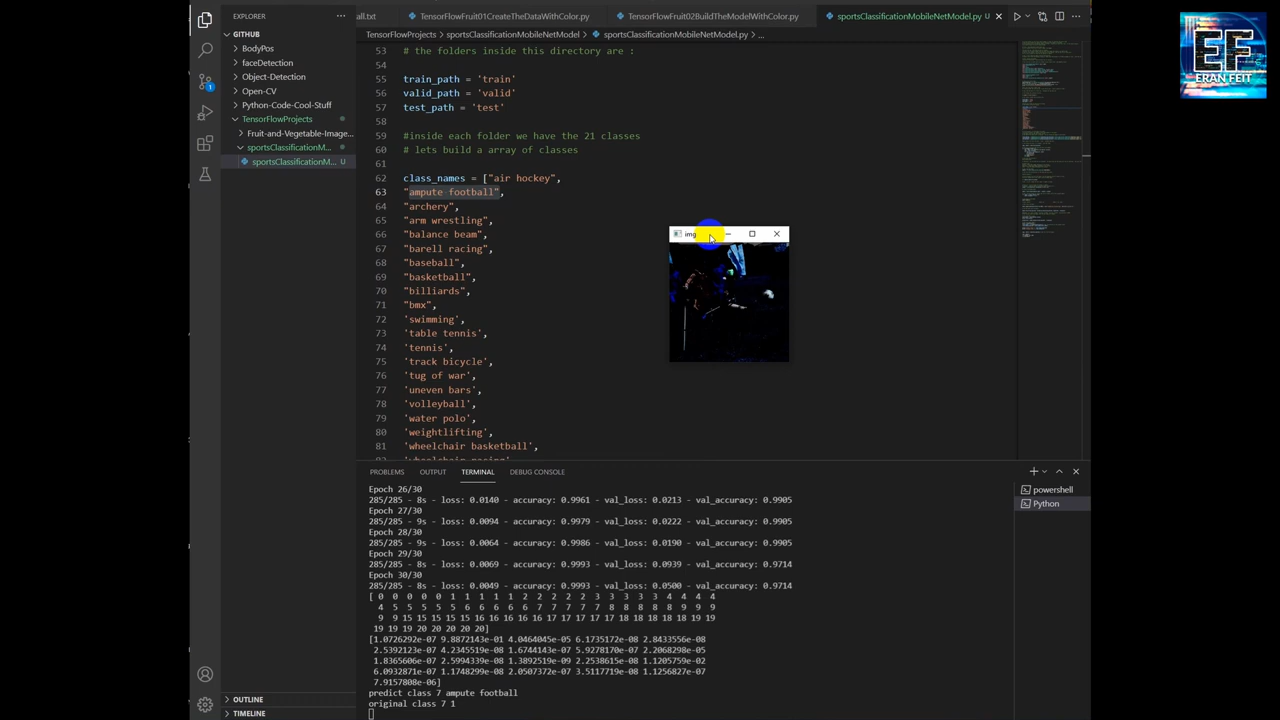 EXPLORER
···
GITHUB
BodyPos
faceDetection
Object-Detection
Open-CV
Python-Code-Cool-Stuff
TensorFlowProjects
Fruit-and-Vegetable-Image...
sportsClassificationM...
sportsClassificationM... U
OUTLINE
TIMELINE
1
all.txt
TensorFlowFruit01CreateTheDataWithColor.py
TensorFlowFruit02BuildTheModelWithColor.py
sportsClassificationMobileNetModel.py U
TensorFlowProjects > sportsClassificationMobileNetModel > sportsClassificationMobileNetModel.py > ...
53 # the folders inside this directory are :
54
55 train_path = 'train'
56 valid_path = 'valid'
57 test_path = 'test'
58
59 #inside each folder we have the 21 classes
60 # lets build a array of classes
61
62 class_names = ["air hockey",
63 "ampute football",
64 "archery",
65 "arm wrestling",
66 "balance beam",
67 "barell racing",
68 "baseball",
69 "basketball",
70 "billiards",
71 "bmx",
72 'swimming',
73 'table tennis',
74 'tennis',
75 'track bicycle',
76 'tug of war',
77 'uneven bars',
78 'volleyball',
79 'water polo',
80 'weightlifting',
81 'wheelchair basketball',
82 'wheelchair racing'
img
PROBLEMS OUTPUT TERMINAL DEBUG CONSOLE
Epoch 26/30
285/285 - 8s - loss: 0.0140 - accuracy: 0.9961 - val_loss: 0.0213 - val_accuracy: 0.9905
Epoch 27/30
285/285 - 9s - loss: 0.0094 - accuracy: 0.9979 - val_loss: 0.0222 - val_accuracy: 0.9905
Epoch 28/30
285/285 - 9s - loss: 0.0064 - accuracy: 0.9986 - val_loss: 0.0190 - val_accuracy: 0.9905
Epoch 29/30
285/285 - 8s - loss: 0.0069 - accuracy: 0.9993 - val_loss: 0.0939 - val_accuracy: 0.9714
Epoch 30/30
285/285 - 8s - loss: 0.0049 - accuracy: 0.9993 - val_loss: 0.0500 - val_accuracy: 0.9714
[ 0 0 0 0 0 1 1 1 1 1 2 2 2 2 2 3 3 3 3 3 4 4 4 4
4 5 5 5 5 5 6 6 6 6 6 7 7 7 7 7 8 8 8 8 8 9 9 9
9 9 15 15 15 15 15 16 16 16 16 16 17 17 17 17 17 18 18 18 18 18 19 19
19 19 19 20 20 20 20 20]
[1.0726292e-07 9.8872143e-01 4.0464045e-05 6.1735172e-08 2.8433556e-08
2.5392123e-07 4.2345519e-08 1.6744143e-07 5.9278170e-07 2.2068298e-05
1.8365606e-07 2.5994339e-08 1.3892519e-09 2.2538615e-08 1.1205759e-02
6.0932871e-07 1.1748299e-08 2.0507372e-07 3.5117719e-08 1.1256827e-07
7.9157808e-06]
predict class 7 ampute football
original class 7 1
powershell
Python
EF
ERAN FEIT